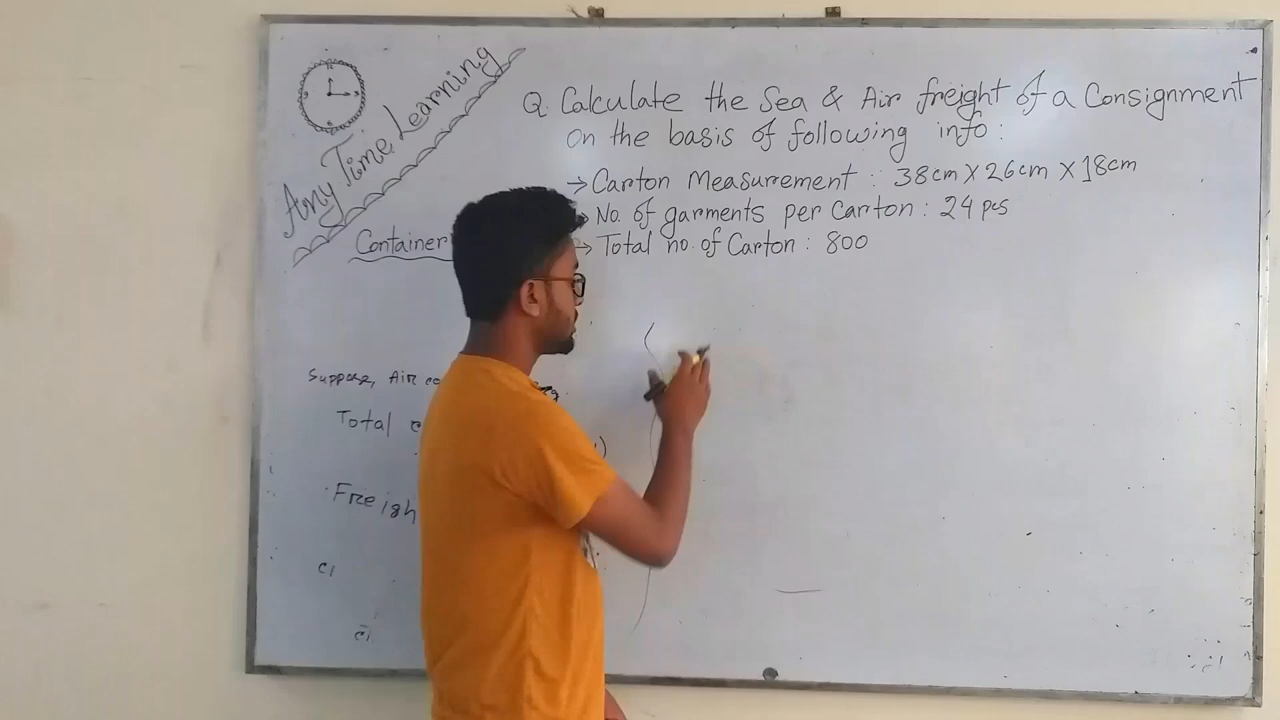 Any Time Learning
Q. Calculate the Sea & Air freight of a Consignment
on the basis of following info:
→ Carton Measurement : 38cm X 26cm X 18cm
→ No. of garments per Carton : 24 pcs
→ Total no. of Carton : 800
Container
Suppose, Air
Total
Freigh